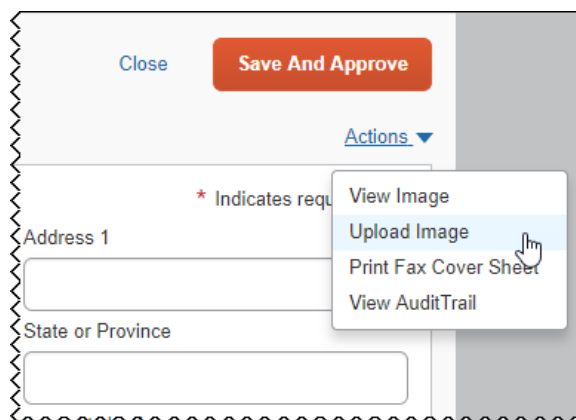 Close
Save And Approve
Actions
* Indicates requ
View Image
Address 1
Upload Image
Print Fax Cover Sheet
View AuditTrail
State or Province